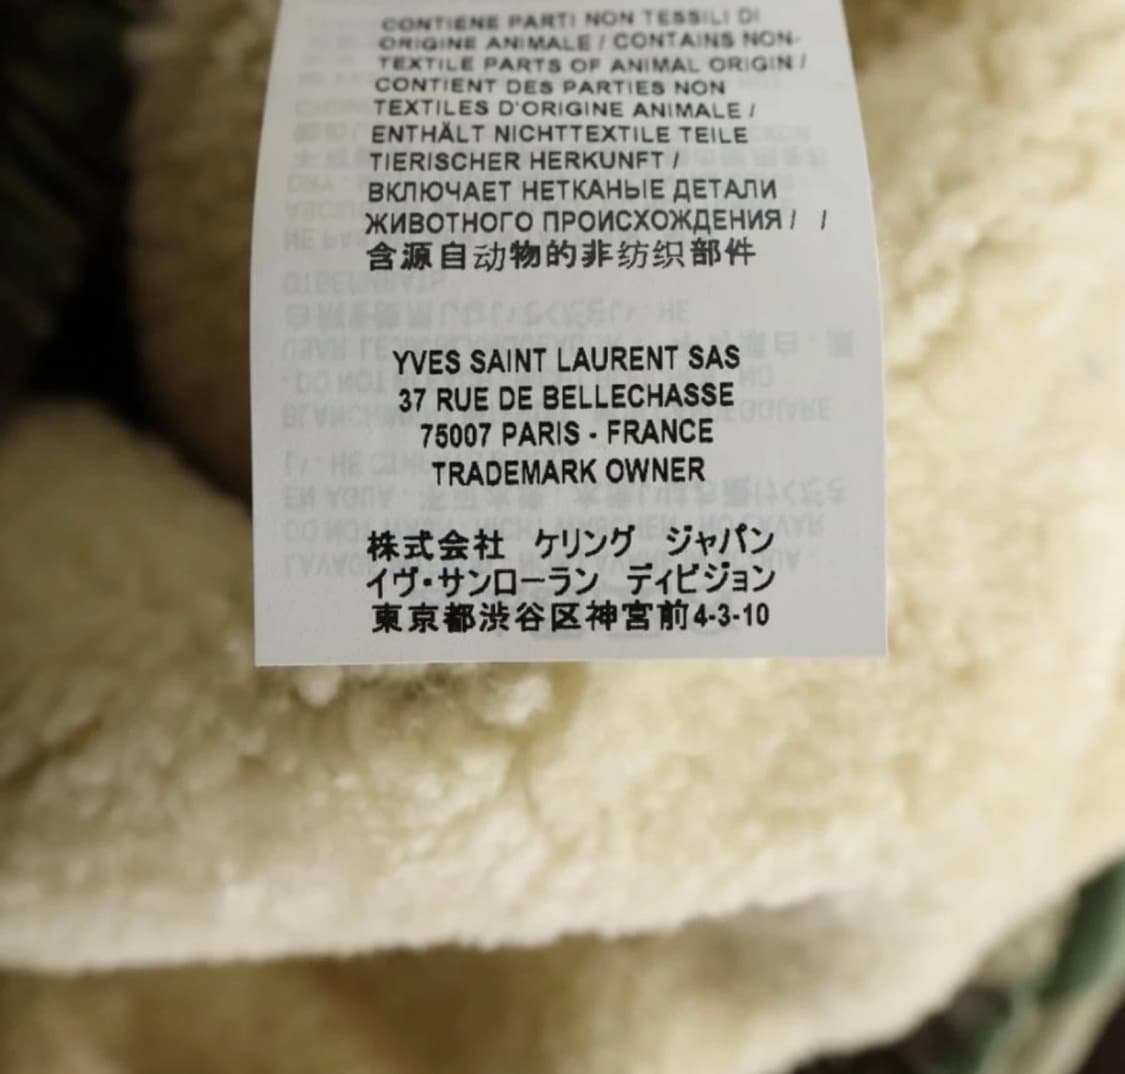 CONTIENE PARTI NON TESSILI DI
ORIGINE ANIMALE / CONTAINS NON-
TEXTILE PARTS OF ANIMAL ORIGIN /
CONTIENT DES PARTIES NON
TEXTILES D'ORIGINE ANIMALE /
ENTHÄLT NICHTTEXTILE TEILE
TIERISCHER HERKUNFT /
ВКЛЮЧАЕТ НЕТКАНЫЕ ДЕТАЛИ
ЖИВОТНОГО ПРОИСХОЖДЕНИЯ / /
含源自动物的非纺织部件
YVES SAINT LAURENT SAS
37 RUE DE BELLECHASSE
75007 PARIS - FRANCE
TRADEMARK OWNER
株式会社 ケリング ジャパン
イヴ・サンローラン ディビジョン
東京都渋谷区神宮前4-3-10